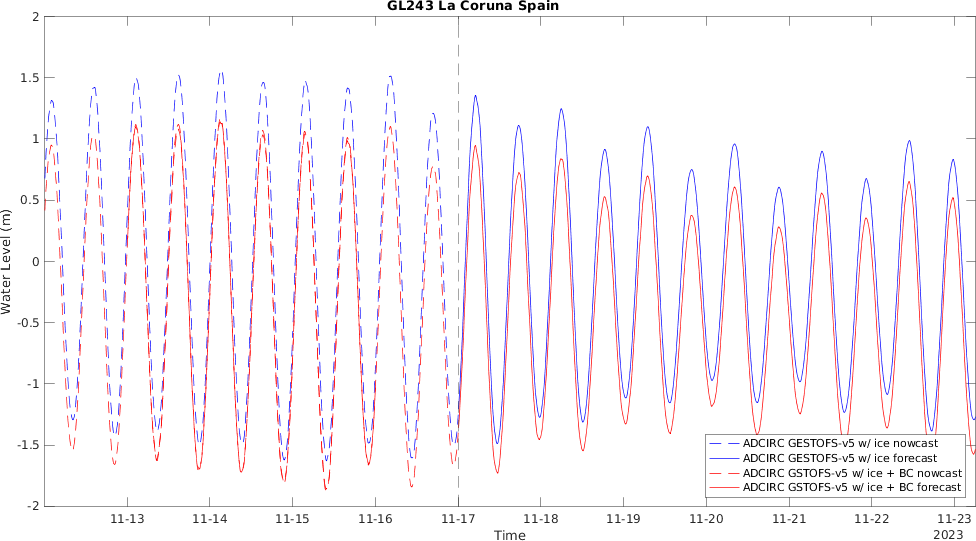 GL243 La Coruna Spain
2
1.5
1
0.5
0
-0.5
-1
-1.5
-2
Water Level (m)
ADCIRC GESTOFS-v5 w/ ice nowcast
ADCIRC GESTOFS-v5 w/ ice forecast
ADCIRC GSTOFS-v5 w/ ice + BC nowcast
ADCIRC GSTOFS-v5 w/ ice + BC forecast
11-13 11-14 11-15 11-16 11-17 11-18 11-19 11-20 11-21 11-22 11-23
Time
2023